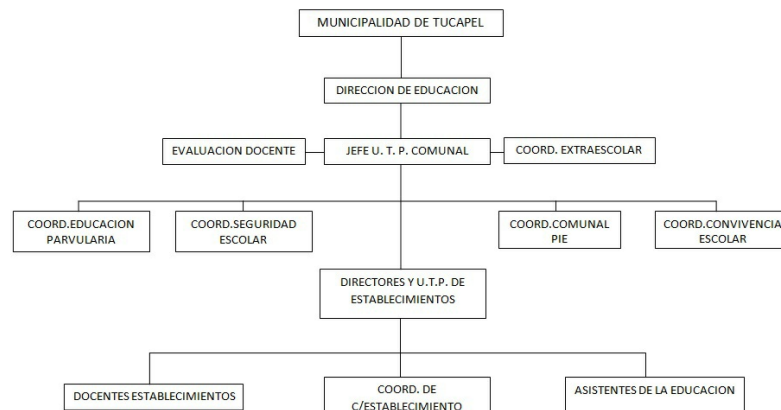 MUNICIPALIDAD DE TUCAPEL
DIRECCION DE EDUCACION
EVALUACION DOCENTE
JEFE U. T. P. COMUNAL
COORD. EXTRAESCOLAR
COORD.EDUCACION
PARVULARIA
COORD.SEGURIDAD
ESCOLAR
COORD.COMUNAL
PIE
COORD.CONVIVENCIA
ESCOLAR
DIRECTORES Y U.T.P. DE
ESTABLECIMIENTOS
DOCENTES ESTABLECIMIENTOS
COORD. DE
C/ESTABLECIMIENTO
ASISTENTES DE LA EDUCACION